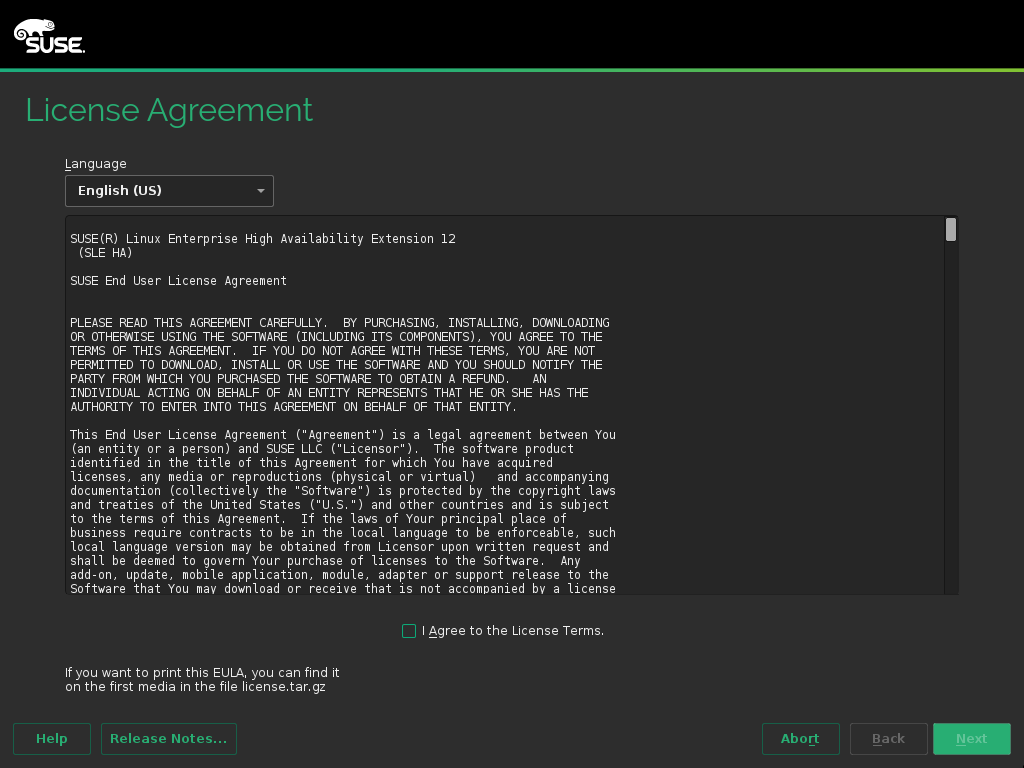 SUSE.
License Agreement
Language
English (US)
SUSE(R) Linux Enterprise High Availability Extension 12
(SLE HA)
SUSE End User License Agreement
PLEASE READ THIS AGREEMENT CAREFULLY.  BY PURCHASING, INSTALLING, DOWNLOADING
OR OTHERWISE USING THE SOFTWARE (INCLUDING ITS COMPONENTS), YOU AGREE TO THE
TERMS OF THIS AGREEMENT.  IF YOU DO NOT AGREE WITH THESE TERMS, YOU ARE NOT
PERMITTED TO DOWNLOAD, INSTALL OR USE THE SOFTWARE AND YOU SHOULD NOTIFY THE
PARTY FROM WHICH YOU PURCHASED THE SOFTWARE TO OBTAIN A REFUND.   AN
INDIVIDUAL ACTING ON BEHALF OF AN ENTITY REPRESENTS THAT HE OR SHE HAS THE
AUTHORITY TO ENTER INTO THIS AGREEMENT ON BEHALF OF THAT ENTITY.
This End User License Agreement ("Agreement") is a legal agreement between You
(an entity or a person) and SUSE LLC ("Licensor").  The software product
identified in the title of this Agreement for which You have acquired
licenses, any media or reproductions (physical or virtual)   and accompanying
documentation (collectively the "Software") is protected by the copyright laws
and treaties of the United States ("U.S.") and other countries and is subject
to the terms of this Agreement.  If the laws of Your principal place of
business require contracts to be in the local language to be enforceable, such
local language version may be obtained from Licensor upon written request and
shall be deemed to govern Your purchase of licenses to the Software.  Any
add-on, update, mobile application, module, adapter or support release to the
Software that You may download or receive that is not accompanied by a license
I Agree to the License Terms.
If you want to print this EULA, you can find it
on the first media in the file license.tar.gz
Help
Release Notes...
Abort
Back
Next